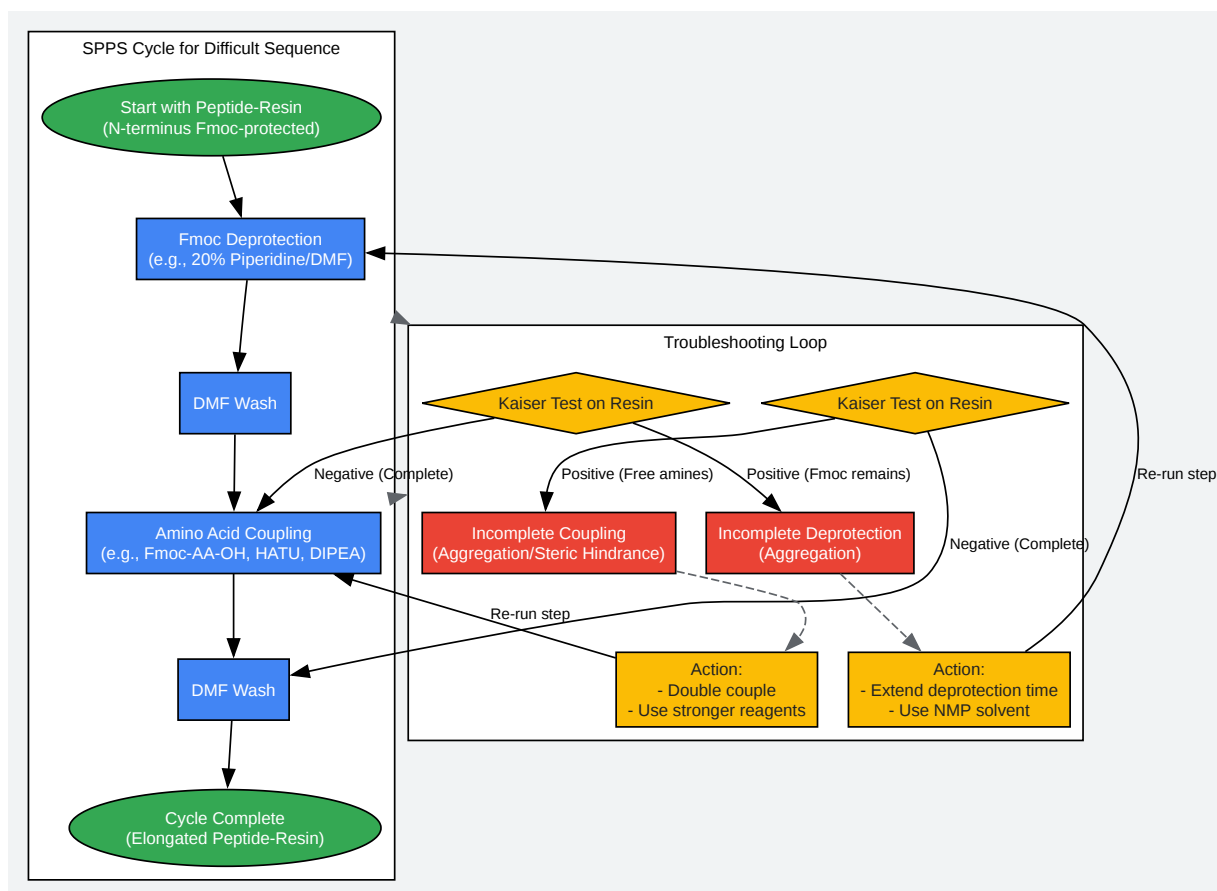 SPPS Cycle for Difficult Sequence
Start with Peptide-Resin
(N-terminus Fmoc-protected)
Fmoc Deprotection
(e.g., 20% Piperidine/DMF)
DMF Wash
Amino Acid Coupling
(e.g., Fmoc-AA-OH, HATU, DIPEA)
DMF Wash
Cycle Complete
(Elongated Peptide-Resin)
Troubleshooting Loop
Kaiser Test on Resin
Kaiser Test on Resin
Negative (Complete)
Positive (Free amines)
Positive (Fmoc remains)
Re-run step
Incomplete Coupling
(Aggregation/Steric Hindrance)
Incomplete Deprotection
(Aggregation)
Negative (Complete)
Re-run step
Action:
- Double couple
- Use stronger reagents
Action:
- Extend deprotection time
- Use NMP solvent